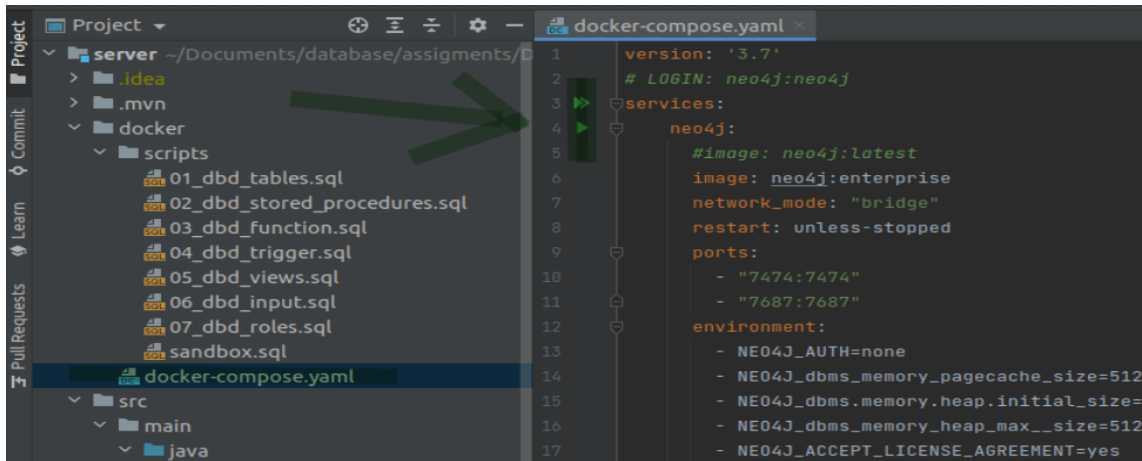 Project
server ~/Documents/database/assigments/D
.idea
.mvn
docker
scripts
01_dbd_tables.sql
02_dbd_stored_procedures.sql
03_dbd_function.sql
04_dbd_trigger.sql
05_dbd_views.sql
06_dbd_input.sql
07_dbd_roles.sql
sandbox.sql
docker-compose.yaml
src
main
java
Project
Commit
Learn
Pull Requests
docker-compose.yaml
1 version: '3.7'
2 # LOGIN: neo4j:neo4j
3 services:
4 neo4j:
5 #image: neo4j:latest
6 image: neo4j:enterprise
7 network_mode: "bridge"
8 restart: unless-stopped
9 ports:
10 - "7474:7474"
11 - "7687:7687"
12 environment:
13 - NEO4J_AUTH=none
14 - NEO4J_dbms_memory_pagecache_size=512
15 - NEO4J_dbms.memory.heap.initial_size=
16 - NEO4J_dbms_memory_heap_max__size=512
17 - NEO4J_ACCEPT_LICENSE_AGREEMENT=yes